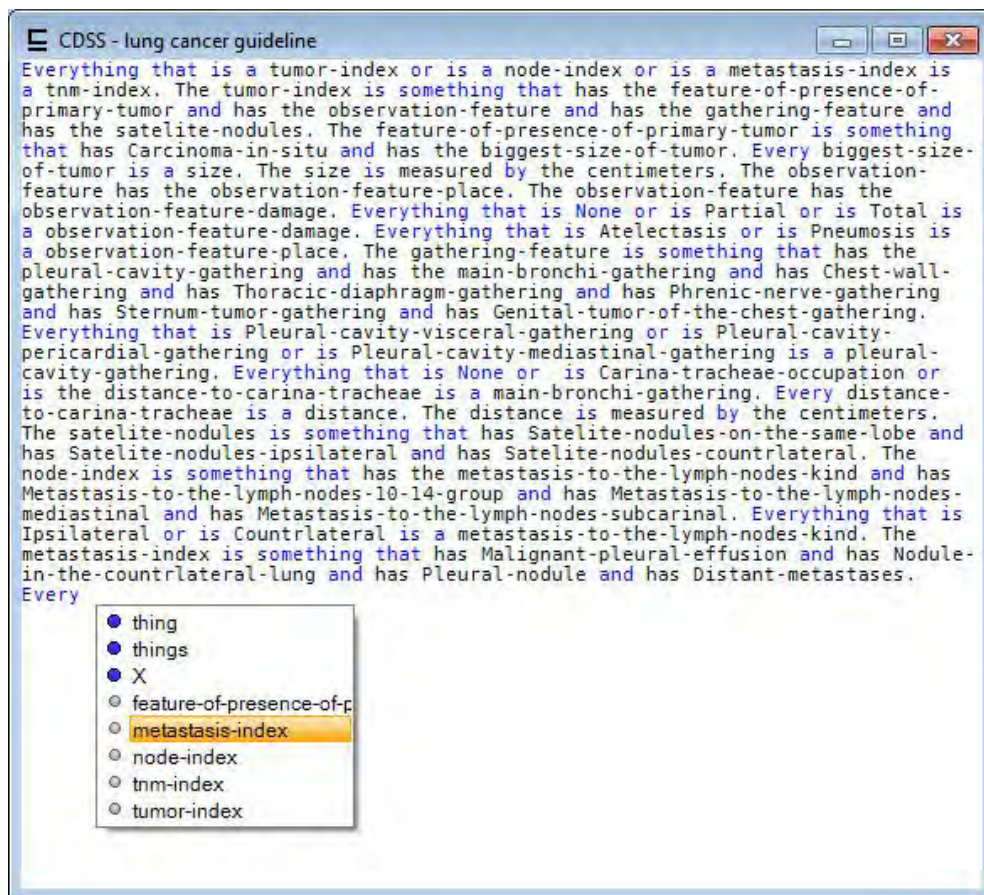 CDSS - lung cancer guideline
Everything that is a tumor-index or is a node-index or is a metastasis-index is
a tnm-index. The tumor-index is something that has the feature-of-presence-of-
primary-tumor and has the observation-feature and has the gathering-feature and
has the satelite-nodules. The feature-of-presence-of-primary-tumor is something
that has Carcinoma-in-situ and has the biggest-size-of-tumor. Every biggest-size-
of-tumor is a size. The size is measured by the centimeters. The observation-
feature has the observation-feature-place. The observation-feature has the
observation-feature-damage. Everything that is None or is Partial or is Total is
a observation-feature-damage. Everything that is Atelectasis or is Pneumosis is
a observation-feature-place. The gathering-feature is something that has the
pleural-cavity-gathering and has the main-bronchi-gathering and has Chest-wall-
gathering and has Thoracic-diaphragm-gathering and has Phrenic-nerve-gathering
and has Sternum-tumor-gathering and has Genital-tumor-of-the-chest-gathering.
Everything that is Pleural-cavity-visceral-gathering or is Pleural-cavity-
pericardial-gathering or is Pleural-cavity-mediastinal-gathering is a pleural-
cavity-gathering. Everything that is None or  is Carina-tracheae-occupation or
is the distance-to-carina-tracheae is a main-bronchi-gathering. Every distance-
to-carina-tracheae is a distance. The distance is measured by the centimeters.
The satelite-nodules is something that has Satelite-nodules-on-the-same-lobe and
has Satelite-nodules-ipsilateral and has Satelite-nodules-countrlateral. The
node-index is something that has the metastasis-to-the-lymph-nodes-kind and has
Metastasis-to-the-lymph-nodes-10-14-group and has Metastasis-to-the-lymph-nodes-
mediastinal and has Metastasis-to-the-lymph-nodes-subcarinal. Everything that is
Ipsilateral or is Countrlateral is a metastasis-to-the-lymph-nodes-kind. The
metastasis-index is something that has Malignant-pleural-effusion and has Nodule-
in-the-countrlateral-lung and has Pleural-nodule and has Distant-metastases.
Every
thing
things
X
feature-of-presence-of-p
metastasis-index
node-index
tnm-index
tumor-index